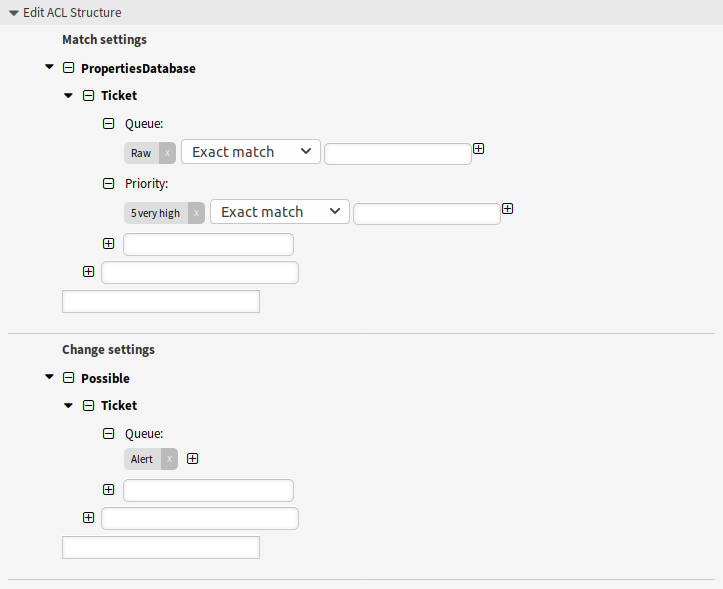 Edit ACL Structure
Match settings
PropertiesDatabase
Ticket
Queue:
Raw x Exact match
Priority:
5 very high x Exact match
Change settings
Possible
Ticket
Queue:
Alert x